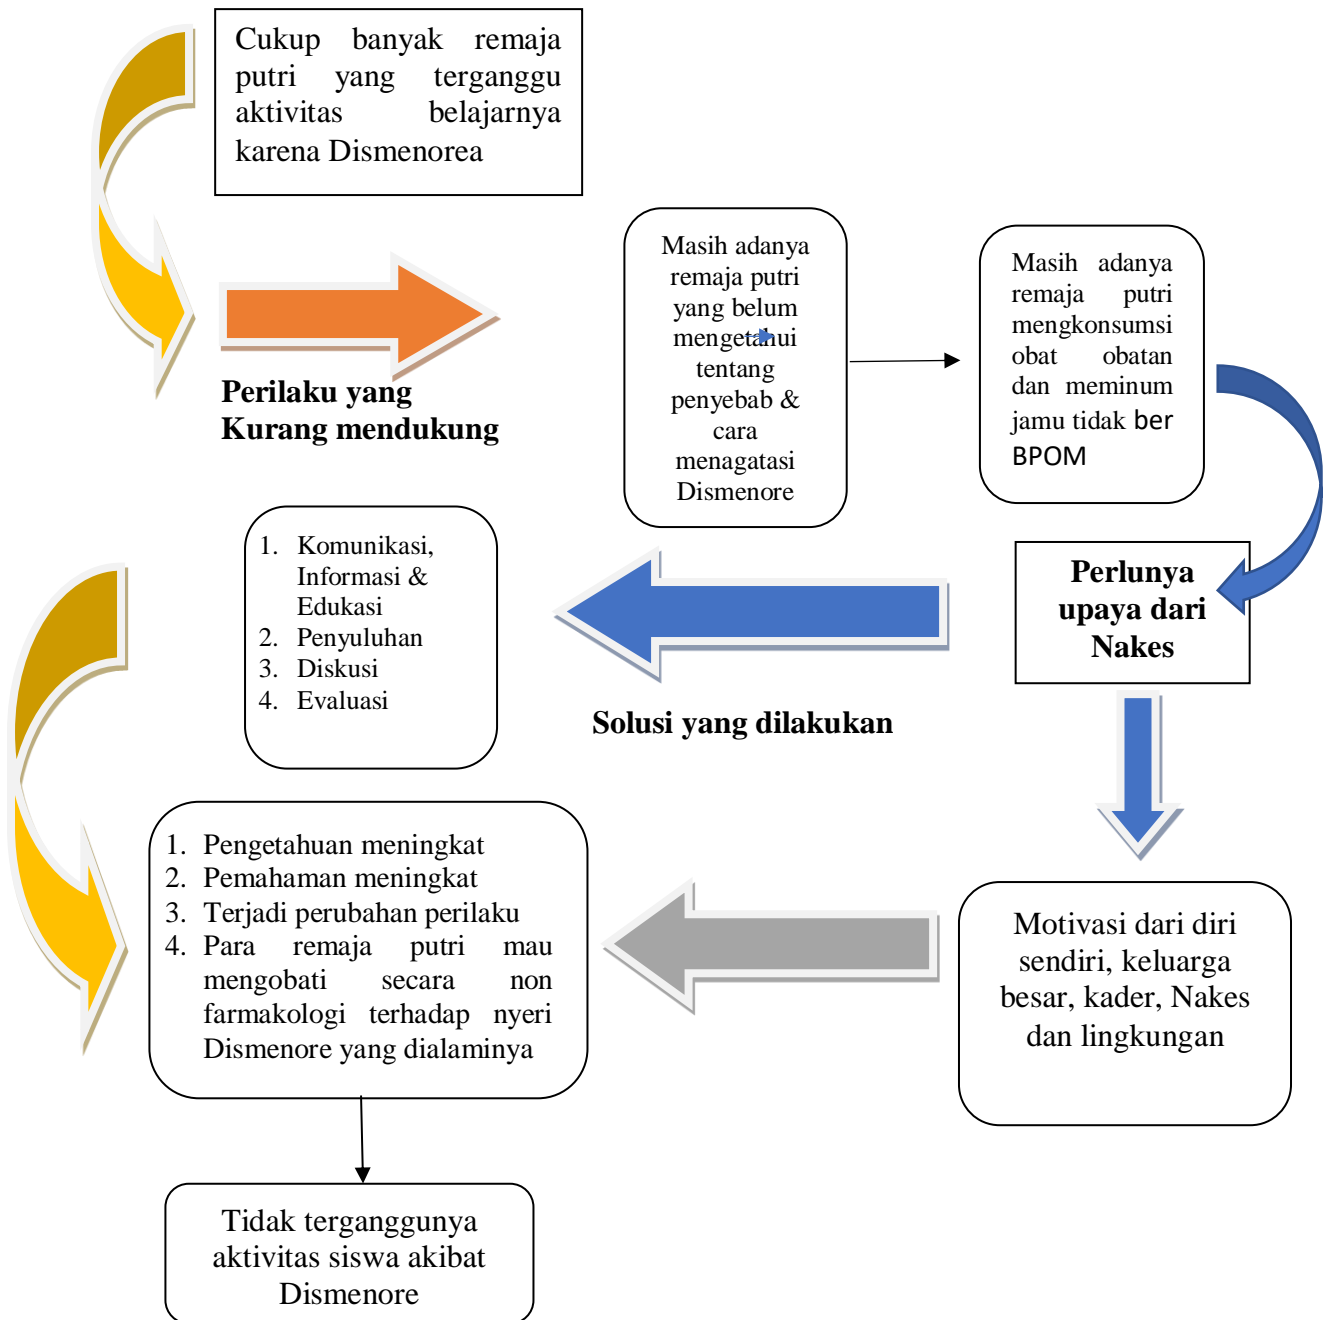 Cukup banyak remaja
putri yang terganggu
aktivitas belajarnya
karena Dismenorea
Perilaku yang
Kurang mendukung
Masih adanya
remaja putri
yang belum
mengetahui
tentang
penyebab &
cara
menagatasi
Dismenore
Masih adanya
remaja putri
mengkonsumsi
obat obatan
dan meminum
jamu tidak ber
BPOM
Perlunya
upaya dari
Nakes
Solusi yang dilakukan
1. Komunikasi,
Informasi &
Edukasi
2. Penyuluhan
3. Diskusi
4. Evaluasi
Motivasi dari diri
sendiri, keluarga
besar, kader, Nakes
dan lingkungan
1. Pengetahuan meningkat
2. Pemahaman meningkat
3. Terjadi perubahan perilaku
4. Para remaja putri mau
mengobati secara non
farmakologi terhadap nyeri
Dismenore yang dialaminya
Tidak terganggunya
aktivitas siswa akibat
Dismenore